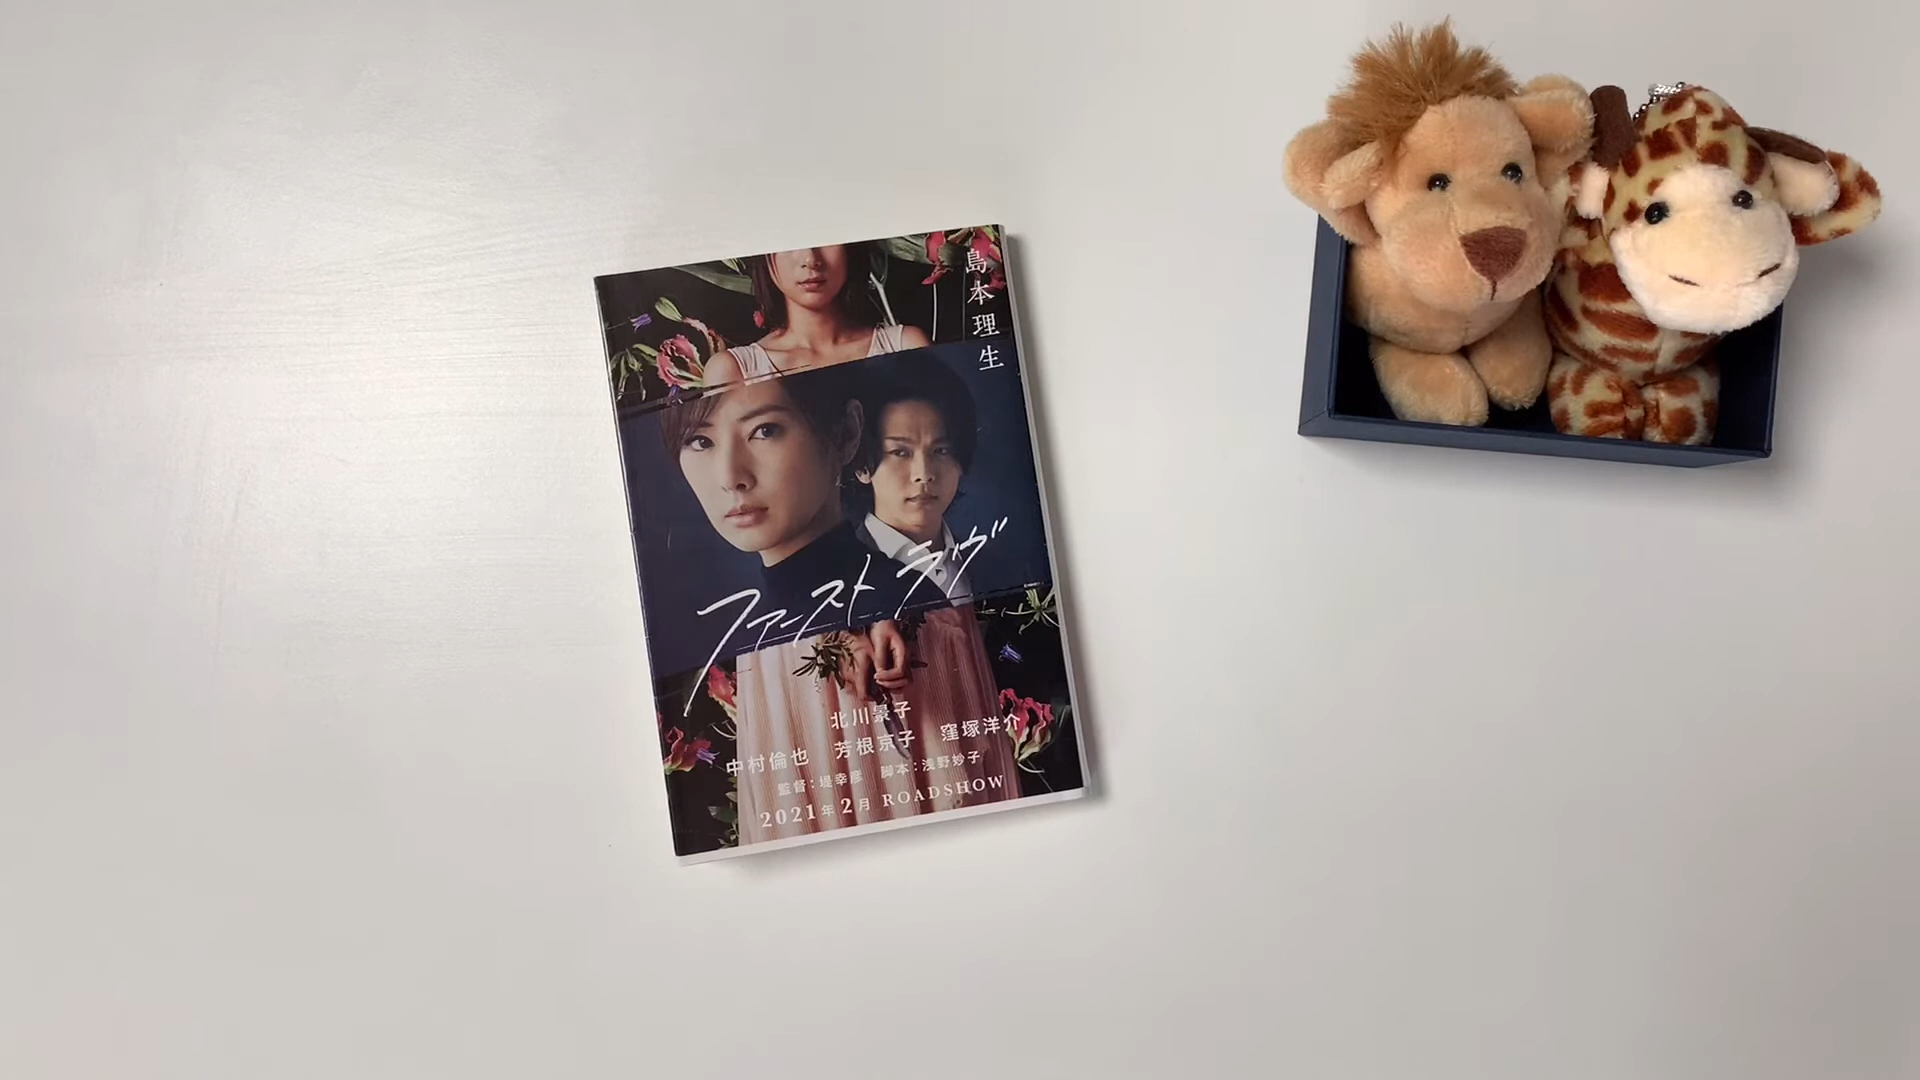 島本理生
ファーストラヴ
北川景子
中村倫也 芳根京子 窪塚洋介
監督：堤幸彦 脚本：浅野妙子
2021年2月 ROADSHOW